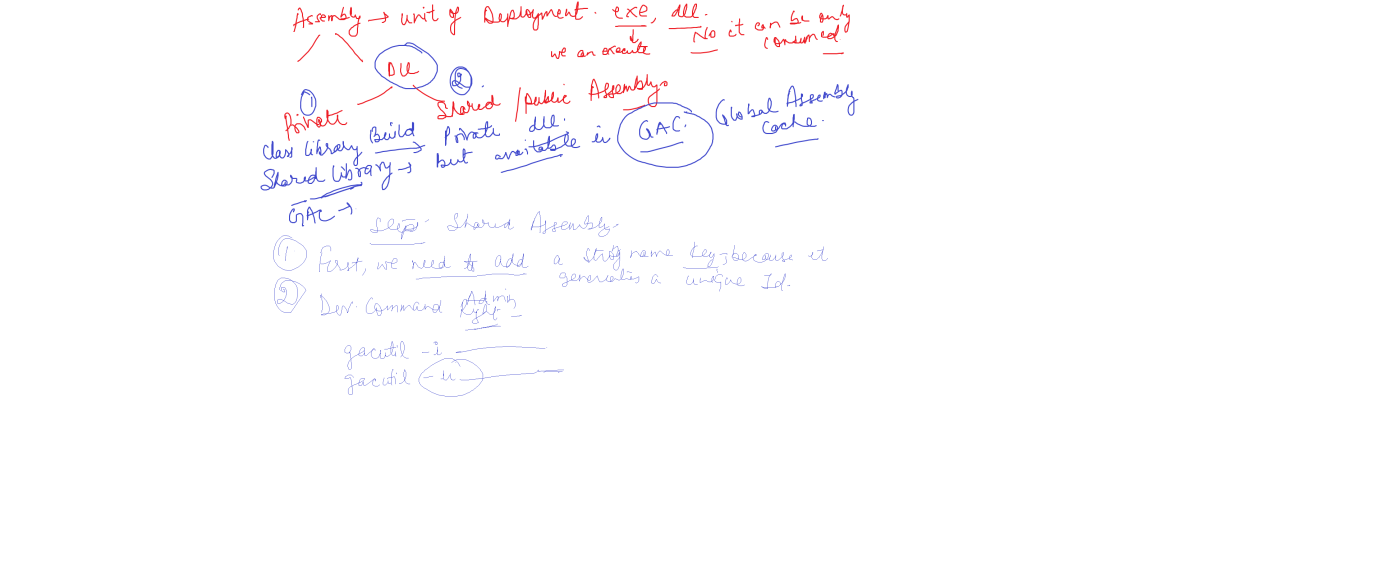 Assembly → unit of Deployment. exe, dll.
we an execute
No it can be only
consumed
DLL
① ②
Private Shared /public Assembly.
Class library Build → Private dll.
Shared library → but available in GAC. Global Assembly
Cache.
GAC →
Step. Shared Assembly.
① First, we need to add a strong name key, because it
generates a unique Id.
② Dev. Command Admin
Right
gacutil -i
gacutil -u